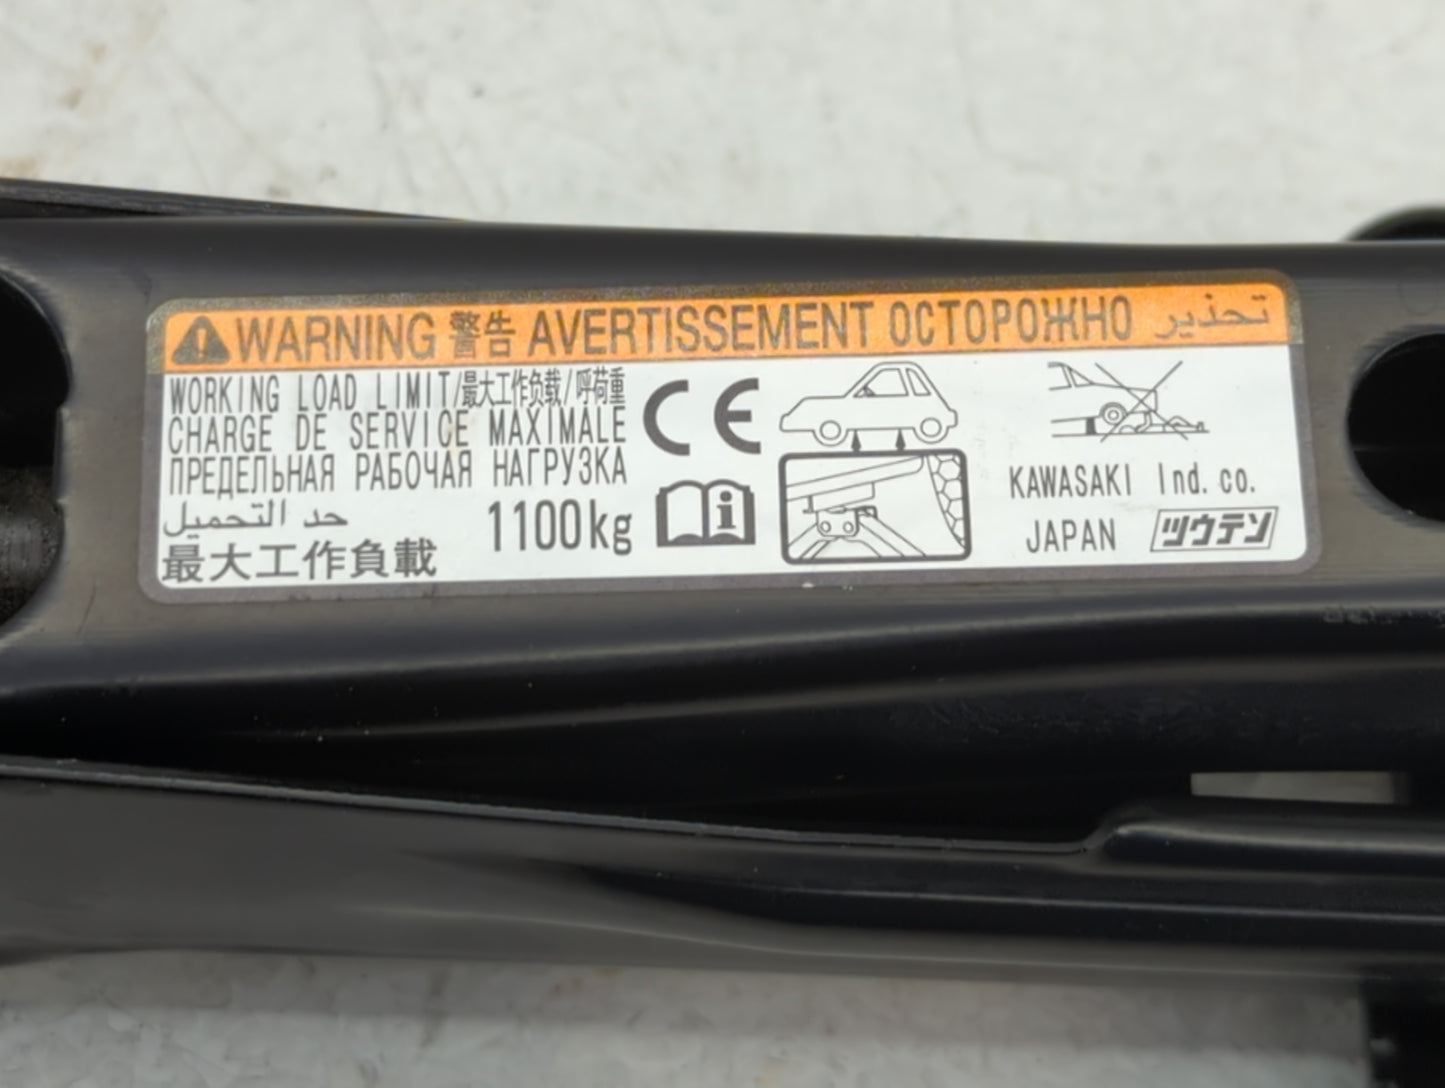 WARNING 警告 AVERTISSEMENT ОСТОРОЖНО تحذير
WORKING LOAD LIMIT/最大工作负载/呼荷重
CHARGE DE SERVICE MAXIMALE
ПРЕДЕЛЬНАЯ РАБОЧАЯ НАГРУЗКА
حد التحميل
1100kg
最大工作負載
CE
i
KAWASAKI Ind. co.
JAPAN ツウテン